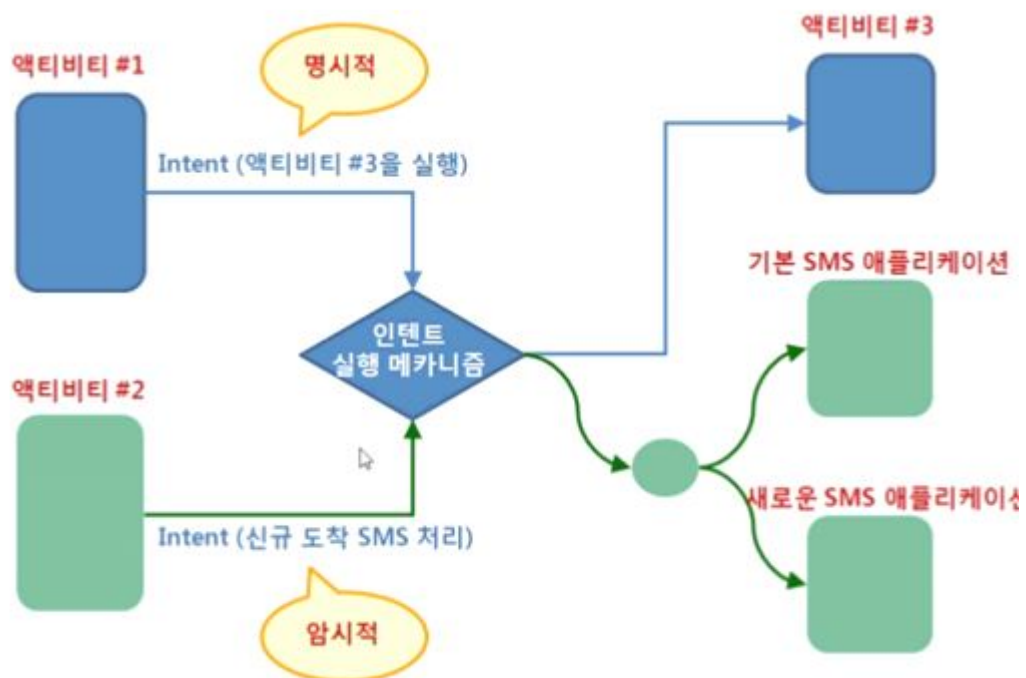 액티비티 #1
명시적
액티비티 #3
Intent (액티비티 #3을 실행)
기본 SMS 애플리케이션
인텐트
실행 메카니즘
액티비티 #2
새로운 SMS 애플리케이션
Intent (신규 도착 SMS 처리)
암시적